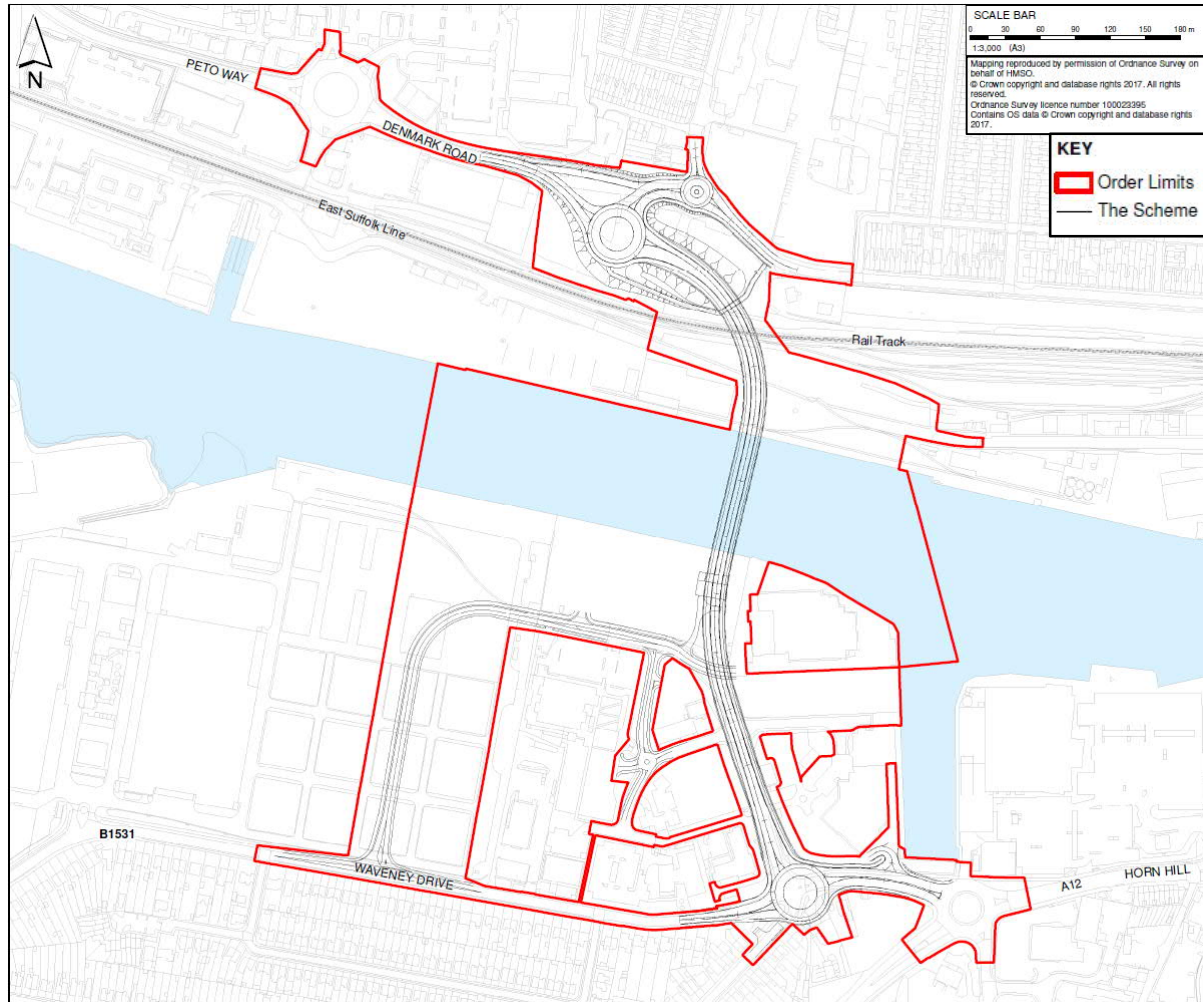 SCALE BAR
0 30 60 90 120 150 180 m
1:3,000 (A3)
Mapping reproduced by permission of Ordnance Survey on
behalf of HMSO.
© Crown copyright and database rights 2017. All rights
reserved.
Ordnance Survey licence number 100023395
Contains OS data © Crown copyright and database rights
2017.
KEY
Order Limits
The Scheme
N
PETO WAY
DENMARK ROAD
East Suffolk Line
Rail Track
B1531
WAVENEY DRIVE
A12
HORN HILL